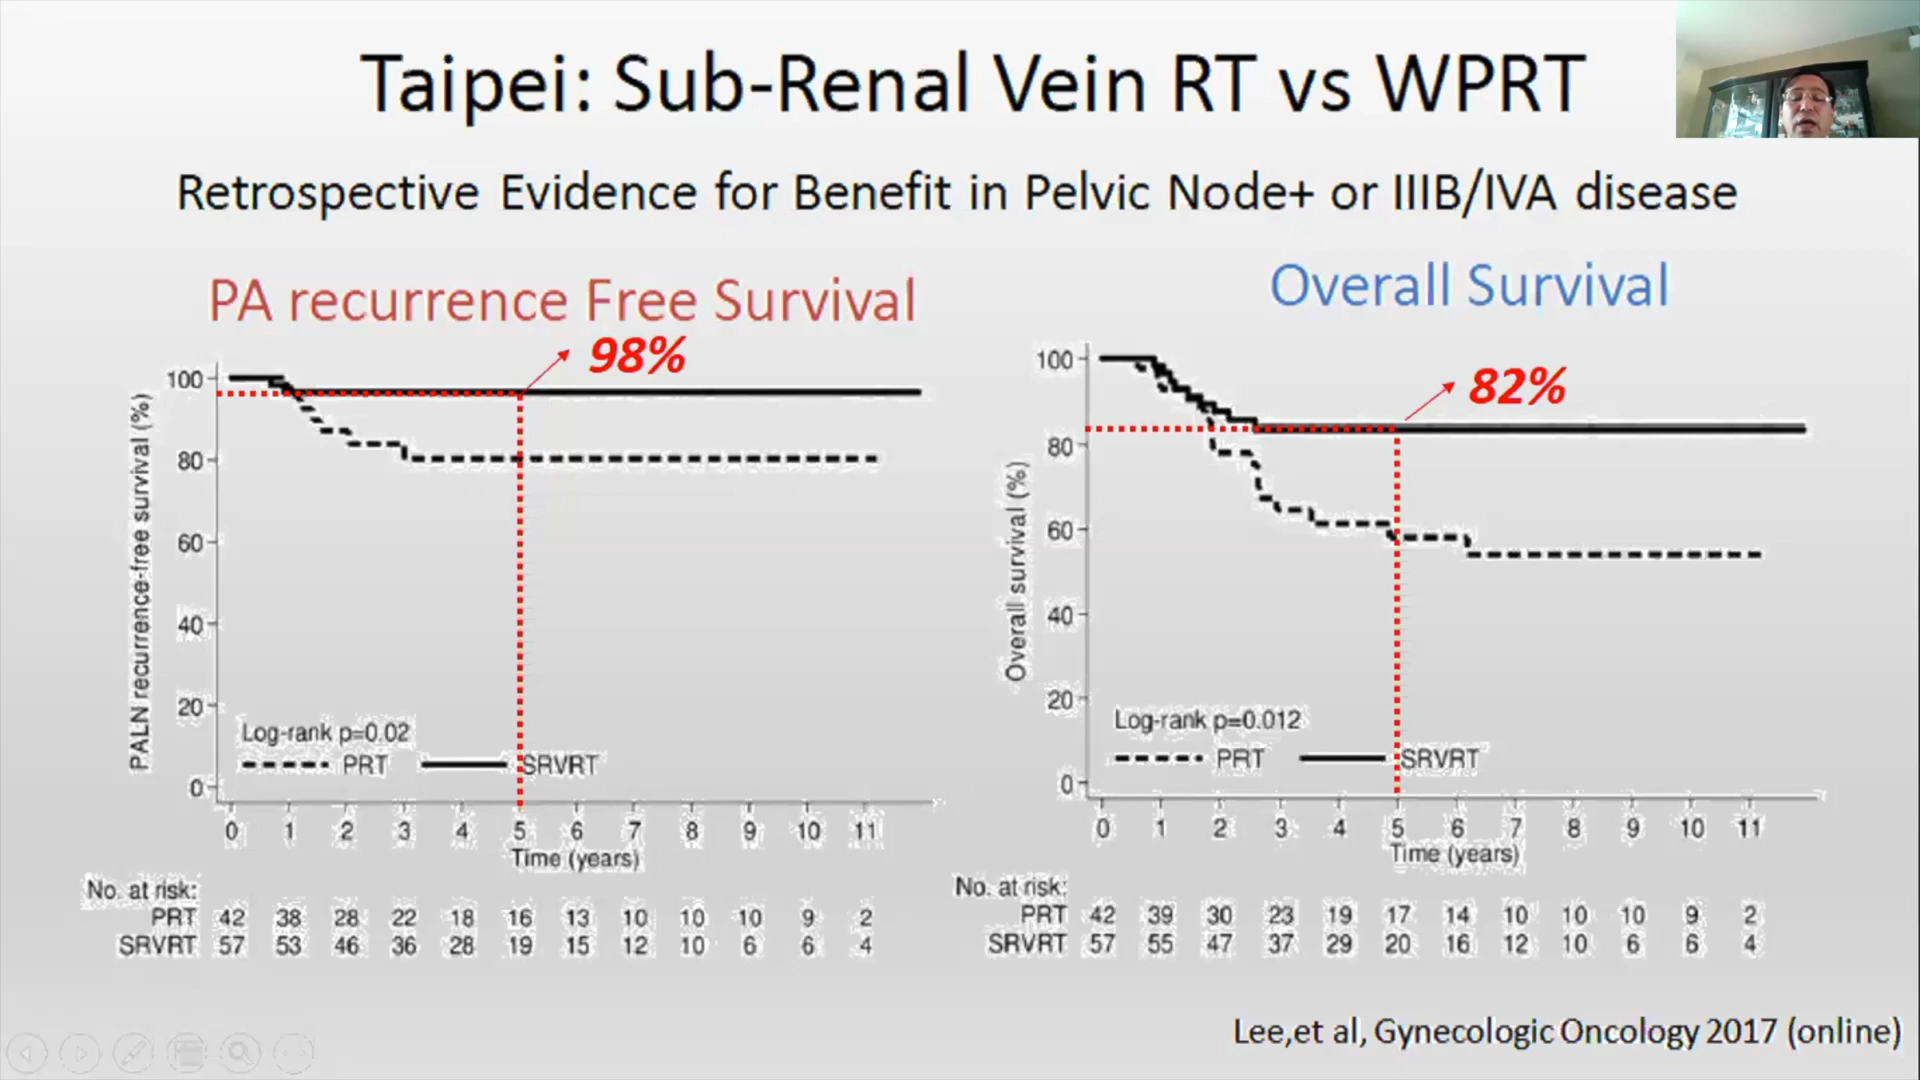 Taipei: Sub-Renal Vein RT vs WPRT
Retrospective Evidence for Benefit in Pelvic Node+ or IIIB/IVA disease
PA recurrence Free Survival
98%
PALN recurrence-free survival (%)
100
80
60
40
20
0
Log-rank p=0.02
PRT SRVRT
0 1 2 3 4 5 6 7 8 9 10 11
Time (years)
No. at risk:
PRT 42 38 28 22 18 16 13 10 10 10 9 2
SRVRT 57 53 46 36 28 19 15 12 10 6 6 4
Overall Survival
82%
Overall survival (%)
100
80
60
40
20
0
Log-rank p=0.012
PRT SRVRT
0 1 2 3 4 5 6 7 8 9 10 11
Time (years)
No. at risk:
PRT 42 39 30 23 19 17 14 10 10 10 9 2
SRVRT 57 55 47 37 29 20 16 12 10 6 6 4
Lee,et al, Gynecologic Oncology 2017 (online)